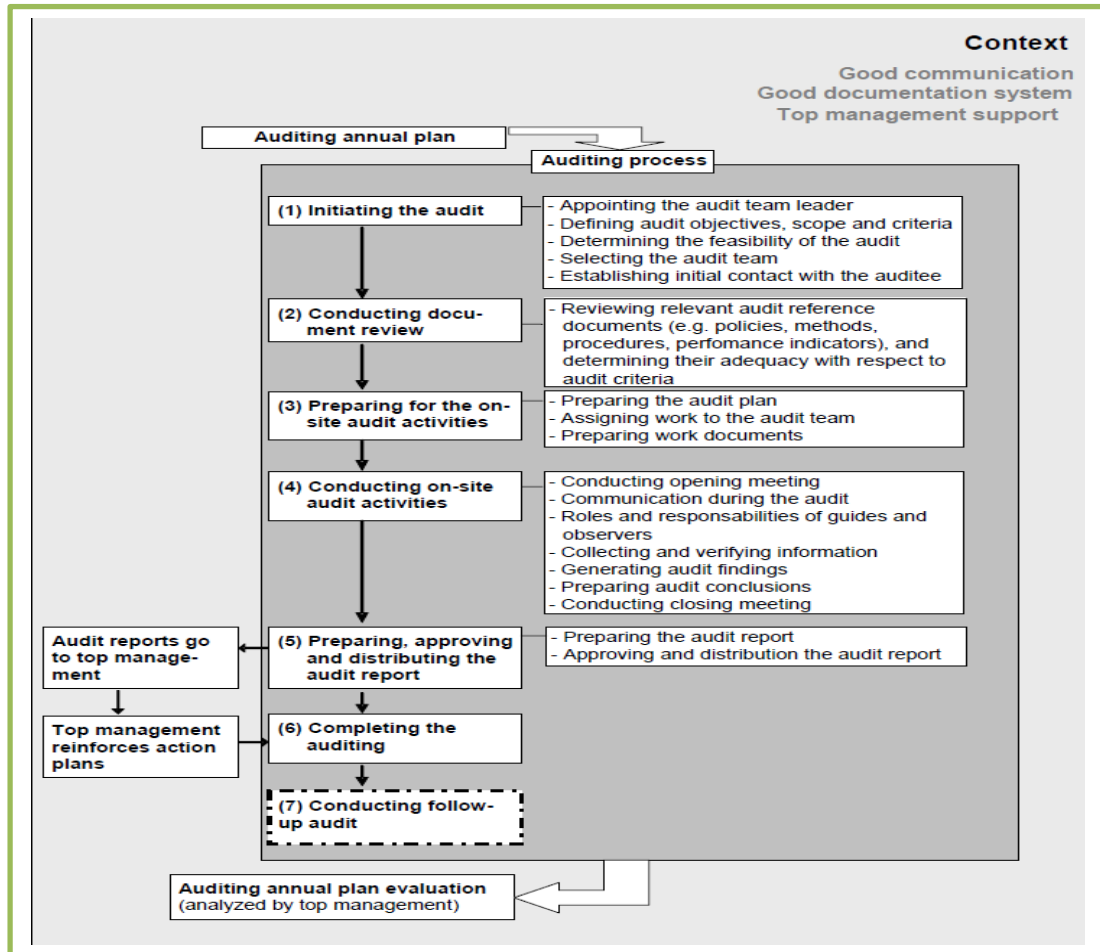 Context
Good communication
Good documentation system
Top management support
Auditing annual plan
Auditing process
(1) Initiating the audit
- Appointing the audit team leader
- Defining audit objectives, scope and criteria
- Determining the feasibility of the audit
- Selecting the audit team
- Establishing initial contact with the auditee
(2) Conducting docu-
ment review
- Reviewing relevant audit reference
documents (e.g. policies, methods,
procedures, perfomance indicators), and
determining their adequacy with respect to
audit criteria
(3) Preparing for the on-
site audit activities
- Preparing the audit plan
- Assigning work to the audit team
- Preparing work documents
(4) Conducting on-site
audit activities
- Conducting opening meeting
- Communication during the audit
- Roles and responsabilities of guides and
observers
- Collecting and verifying information
- Generating audit findings
- Preparing audit conclusions
- Conducting closing meeting
Audit reports go
to top manage-
ment
(5) Preparing, approving
and distributing the
audit report
- Preparing the audit report
- Approving and distribution the audit report
Top management
reinforces action
plans
(6) Completing the
auditing
(7) Conducting follow-
up audit
Auditing annual plan evaluation
(analyzed by top management)